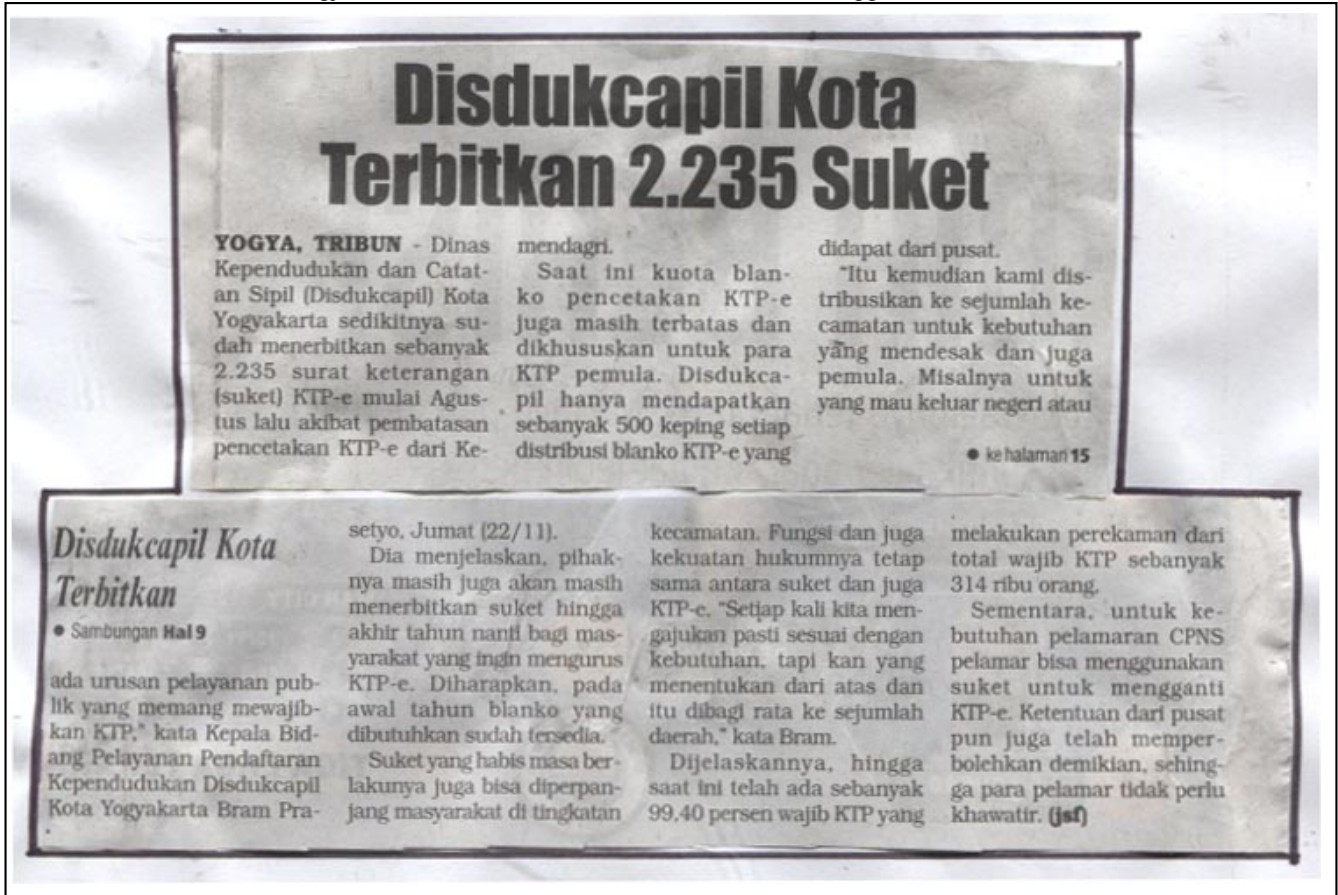 Disdukcapil Kota
Terbitkan 2.235 Suket
YOGYA, TRIBUN - Dinas
Kependudukan dan Catat-
an Sipil (Disdukcapil) Kota
Yogyakarta sedikitnya su-
dah menerbitkan sebanyak
2.235 surat keterangan
(suket) KTP-e mulai Agus-
tus lalu akibat pembatasan
pencetakan KTP-e dari Ke-
mendagri.
Saat ini kuota blan-
ko pencetakan KTP-e
juga masih terbatas dan
dikhususkan untuk para
KTP pemula. Disdukca-
pil hanya mendapatkan
sebanyak 500 keping setiap
distribusi blanko KTP-e yang
didapat dari pusat.
"Itu kemudian kami dis-
tribusikan ke sejumlah ke-
camatan untuk kebutuhan
yang mendesak dan juga
pemula. Misalnya untuk
yang mau keluar negeri atau
● ke halaman 15
Disdukcapil Kota
Terbitkan
● Sambungan Hal 9
ada urusan pelayanan pub-
lik yang memang mewajib-
kan KTP," kata Kepala Bid-
ang Pelayanan Pendaftaran
Kependudukan Disdukcapil
Kota Yogyakarta Bram Pra-
setyo, Jumat (22/11).
Dia menjelaskan, pihak-
nya masih juga akan masih
menerbitkan suket hingga
akhir tahun nanti bagi mas-
yarakat yang ingin mengurus
KTP-e. Diharapkan, pada
awal tahun blanko yang
dibutuhkan sudah tersedia.
Suket yang habis masa ber-
lakunya juga bisa diperpan-
jang masyarakat di tingkatan
kecamatan. Fungsi dan juga
kekuatan hukumnya tetap
sama antara suket dan juga
KTP-e. "Setiap kali kita men-
gajukan pasti sesuai dengan
kebutuhan, tapi kan yang
menentukan dari atas dan
itu dibagi rata ke sejumlah
daerah," kata Bram.
Dijelaskannya, hingga
saat ini telah ada sebanyak
99,40 persen wajib KTP yang
melakukan perekaman dari
total wajib KTP sebanyak
314 ribu orang.
Sementara, untuk ke-
butuhan pelamaran CPNS
pelamar bisa menggunakan
suket untuk mengganti
KTP-e. Ketentuan dari pusat
pun juga telah memper-
bolehkan demikian, sehing-
ga para pelamar tidak perlu
khawatir. (jsf)